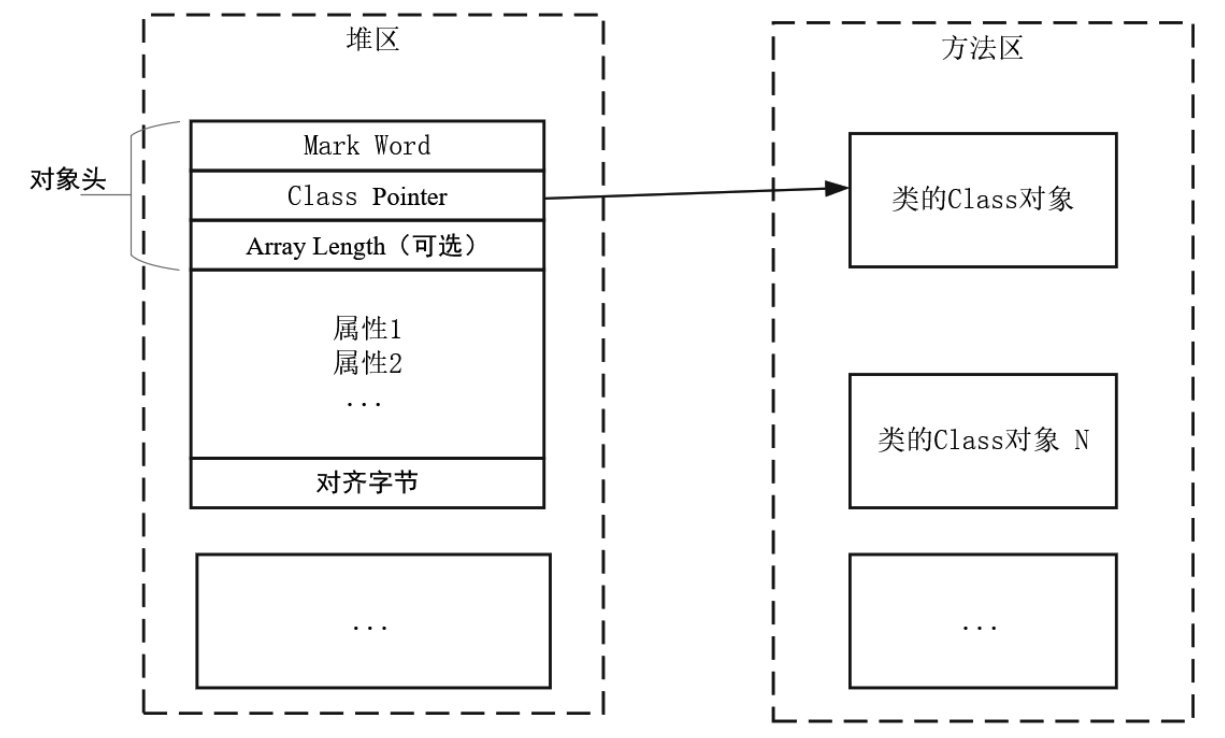 堆区
方法区
对象头
Mark Word
Class Pointer
Array Length（可选）
属性1
属性2
...
对齐字节
...
类的Class对象
类的Class对象 N
...